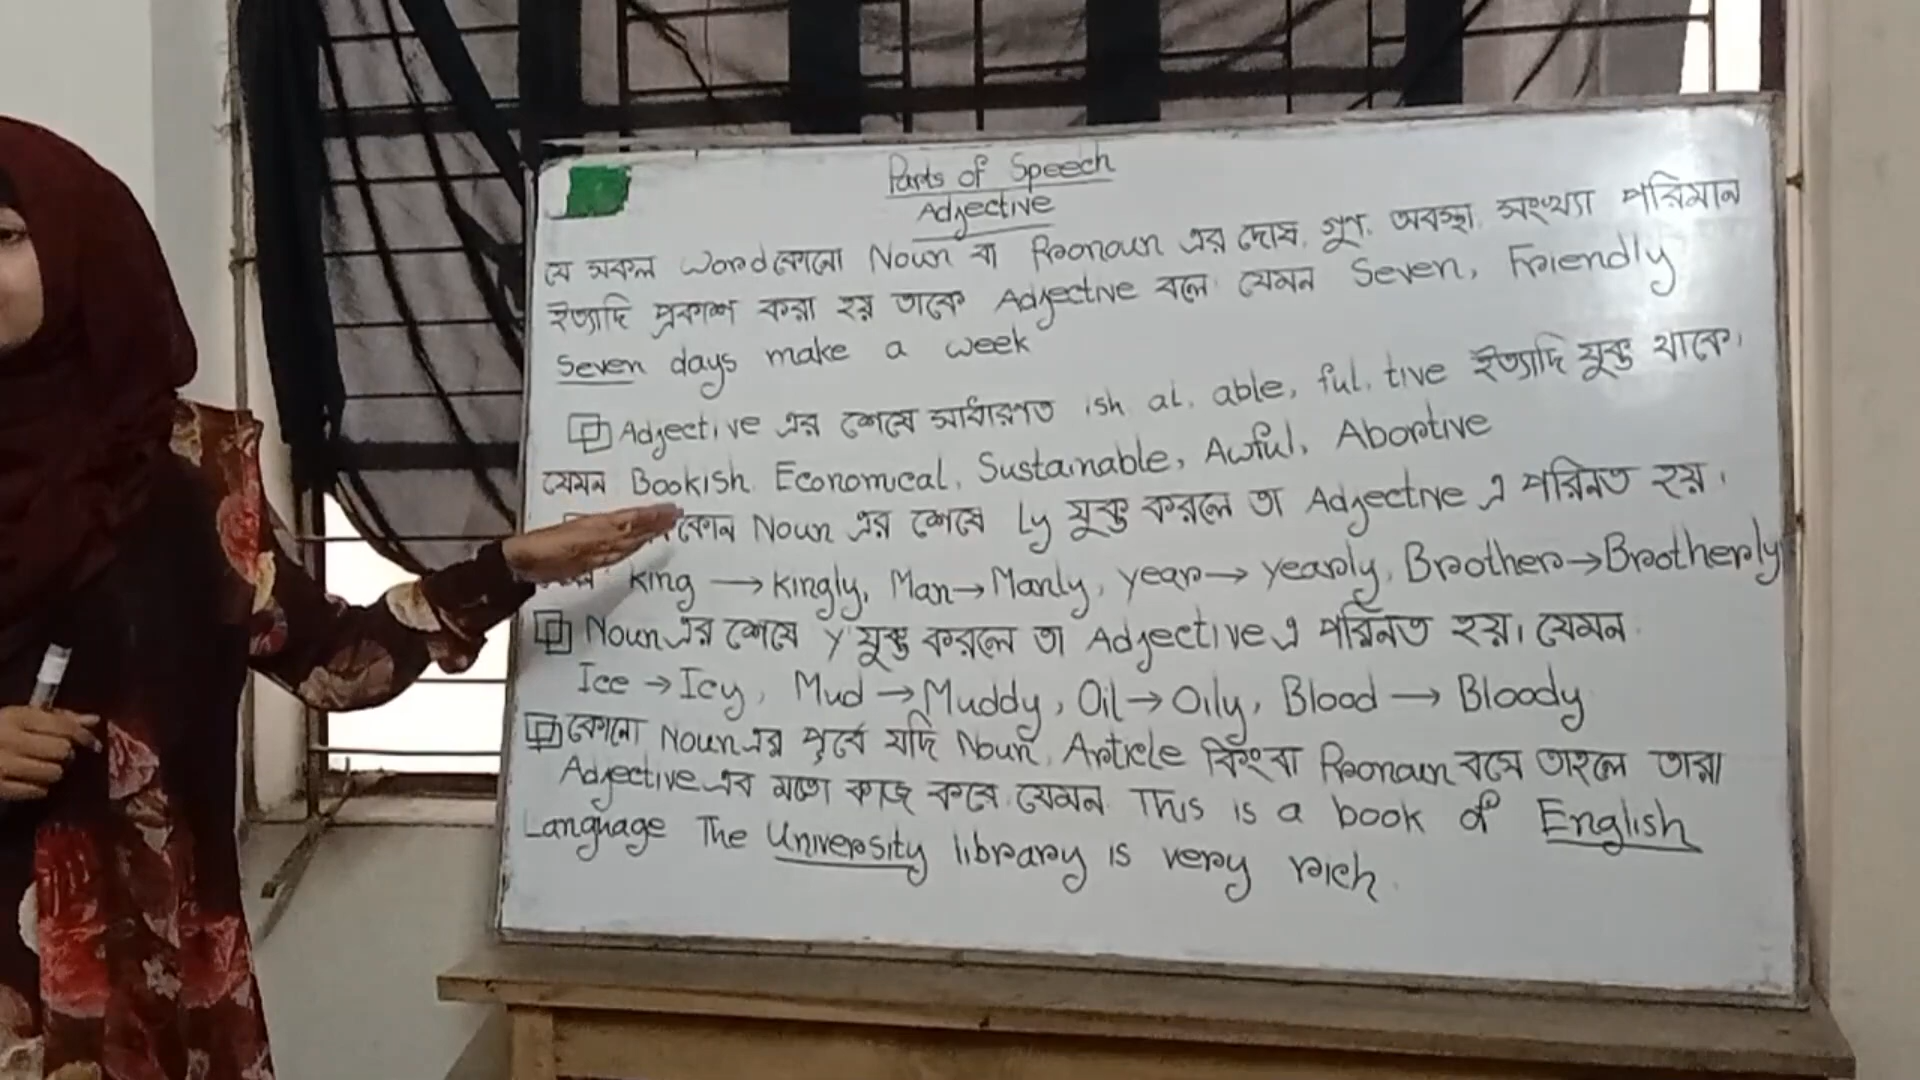 Parts of Speech
Adjective
যে সকল Word কোনো Noun বা Pronoun এর দোষ, গুণ, অবস্থা, সংখ্যা পরিমান
ইত্যাদি প্রকাশ করা হয় তাকে Adjective বলে যেমন Seven, Friendly
Seven days make a week
Adjective এর শেষে সাধারণত ish al, able, ful, tive ইত্যাদি যুক্ত থাকে।
যেমন Bookish, Economical, Sustainable, Awful, Abortive
কোন Noun এর শেষে ly যুক্ত করলে তা Adjective এ পরিনত হয়।
King → Kingly, Man → Manly, year → yearly, Brother → Brotherly
Noun এর শেষে y যুক্ত করলে তা Adjective এ পরিনত হয়। যেমন
Ice → Icy, Mud → Muddy, Oil → Oily, Blood → Bloody
কোনো Noun এর পূর্বে যদি Noun, Article কিংবা Pronoun বসে তাহলে তারা
Adjective এর মতো কাজ করে যেমন This is a book of English
Language The University library is very rich.